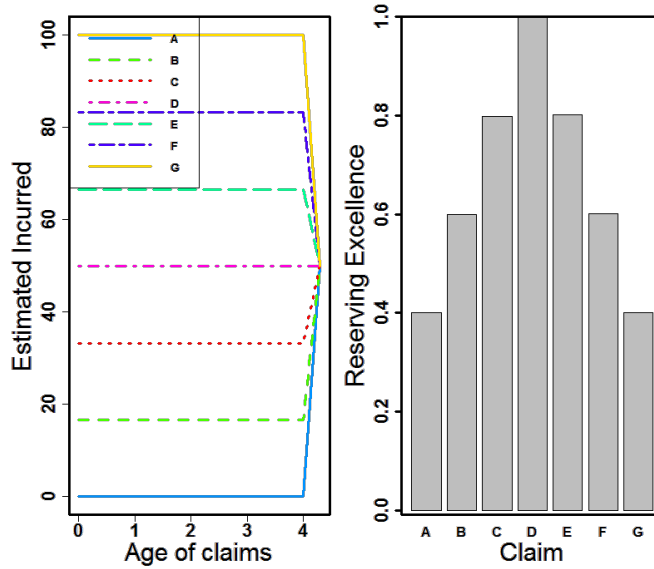 Estimated Incurred
100
80
60
40
20
0
A
B
C
D
E
F
G
0 1 2 3 4
Age of claims
Reserving Excellence
1.0
0.8
0.6
0.4
0.2
0.0
A B C D E F G
Claim